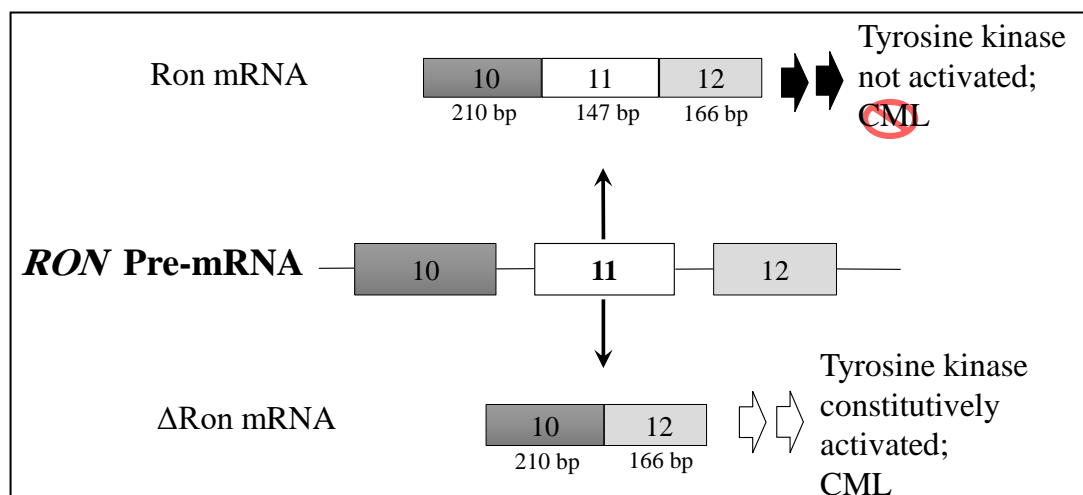 Ron mRNA
10 11 12
210 bp 147 bp 166 bp
Tyrosine kinase
not activated;
CML
RON Pre-mRNA
10 11 12
ΔRon mRNA
10 12
210 bp 166 bp
Tyrosine kinase
constitutively
activated;
CML